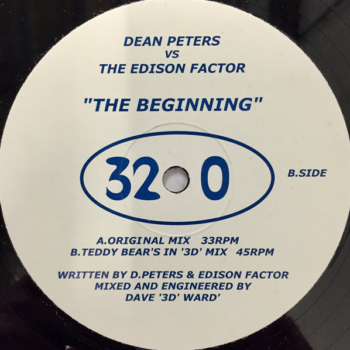 DEAN PETERS
VS
THE EDISON FACTOR
"THE BEGINNING"
32 0
B.SIDE
A.ORIGINAL MIX 33RPM
B.TEDDY BEAR'S IN '3D' MIX 45RPM
WRITTEN BY D.PETERS & EDISON FACTOR
MIXED AND ENGINEERED BY
DAVE '3D' WARD'